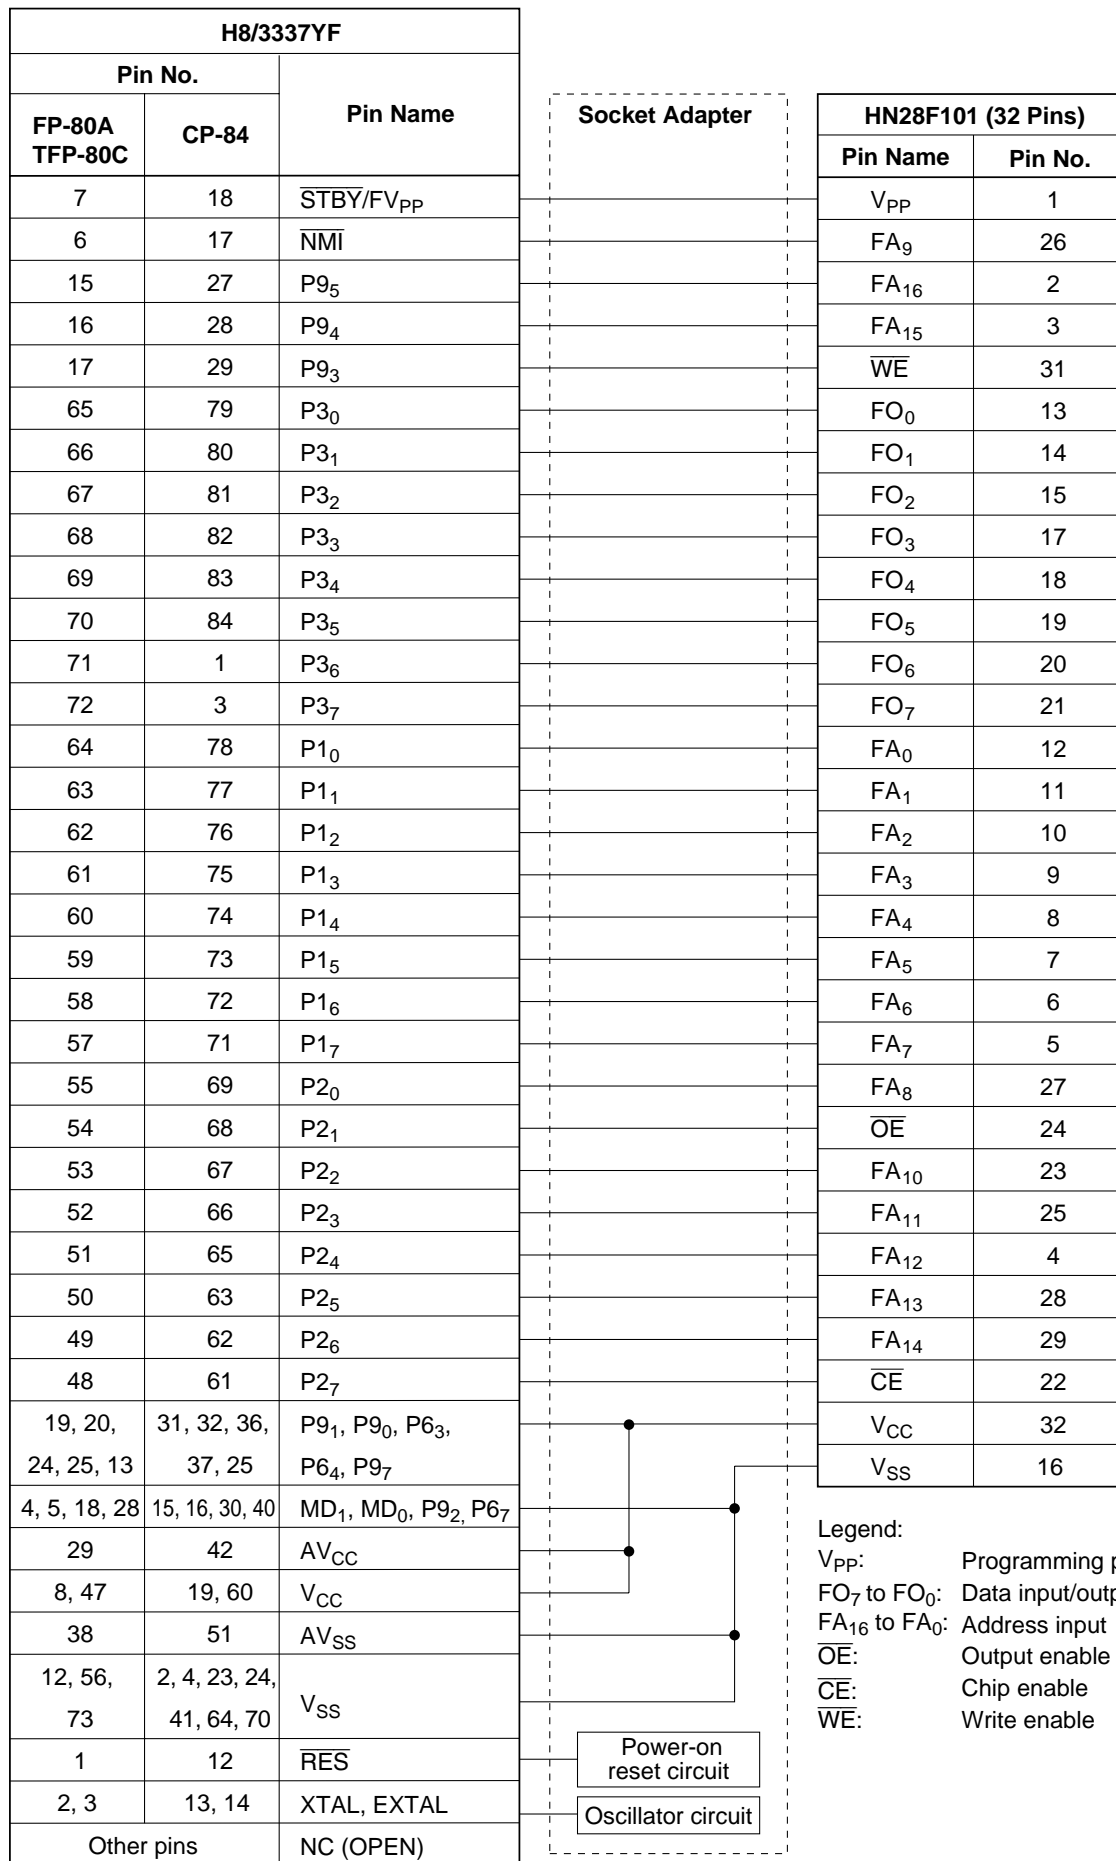 H8/3337YF
Pin No.
Pin Name
FP-80A
TFP-80C
CP-84
Socket Adapter
HN28F101 (32 Pins)
Pin Name Pin No.
7 18 S̅T̅B̅Y̅/FVPP VPP 1
6 17 N̅M̅I̅ FA9 26
15 27 P95 FA16 2
16 28 P94 FA15 3
17 29 P93 W̅E̅ 31
65 79 P30 FO0 13
66 80 P31 FO1 14
67 81 P32 FO2 15
68 82 P33 FO3 17
69 83 P34 FO4 18
70 84 P35 FO5 19
71 1 P36 FO6 20
72 3 P37 FO7 21
64 78 P10 FA0 12
63 77 P11 FA1 11
62 76 P12 FA2 10
61 75 P13 FA3 9
60 74 P14 FA4 8
59 73 P15 FA5 7
58 72 P16 FA6 6
57 71 P17 FA7 5
55 69 P20 FA8 27
54 68 P21 O̅E̅ 24
53 67 P22 FA10 23
52 66 P23 FA11 25
51 65 P24 FA12 4
50 63 P25 FA13 28
49 62 P26 FA14 29
48 61 P27 C̅E̅ 22
19, 20, 31, 32, 36, P91, P90, P63, VCC 32
24, 25, 13 37, 25 P64, P97 VSS 16
4, 5, 18, 28 15, 16, 30, 40 MD1, MD0, P92, P67
29 42 AVCC
8, 47 19, 60 VCC
38 51 AVSS
12, 56, 2, 4, 23, 24,
73 41, 64, 70 VSS
1 12 R̅E̅S̅
Power-on
reset circuit
2, 3 13, 14 XTAL, EXTAL
Oscillator circuit
Other pins NC (OPEN)
Legend:
VPP: Programming
FO7 to FO0: Data
FA16 to FA0: Address input
O̅E̅: Output enable
C̅E̅: Chip enable
W̅E̅: Write enable